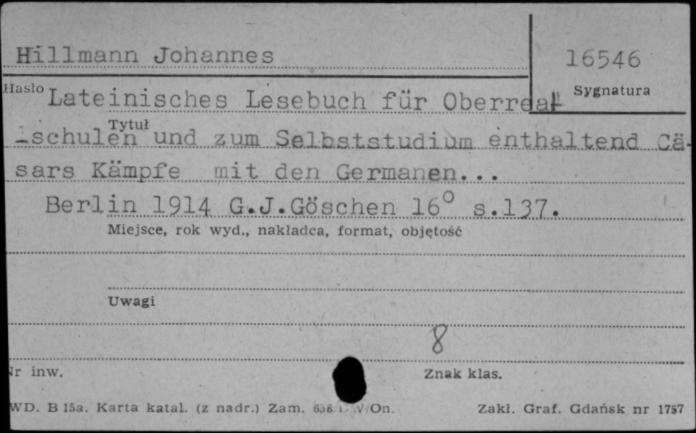 Hillmann Johannes
16546
Hasło
Sygnatura
Lateinisches Lesebuch für Oberreal
Tytuł
-schulen und zum Selbststudium enthaltend Cä-
sars Kämpfe mit den Germanen...
Berlin 1914 G.J.Göschen 16° s.137.
Miejsce, rok wyd., nakładca, format, objętość
Uwagi
8
Nr inw.
Znak klas.
WD. B 15a. Karta katal. (z nadr.) Zam. On.
Zakł. Graf. Gdańsk nr 1757